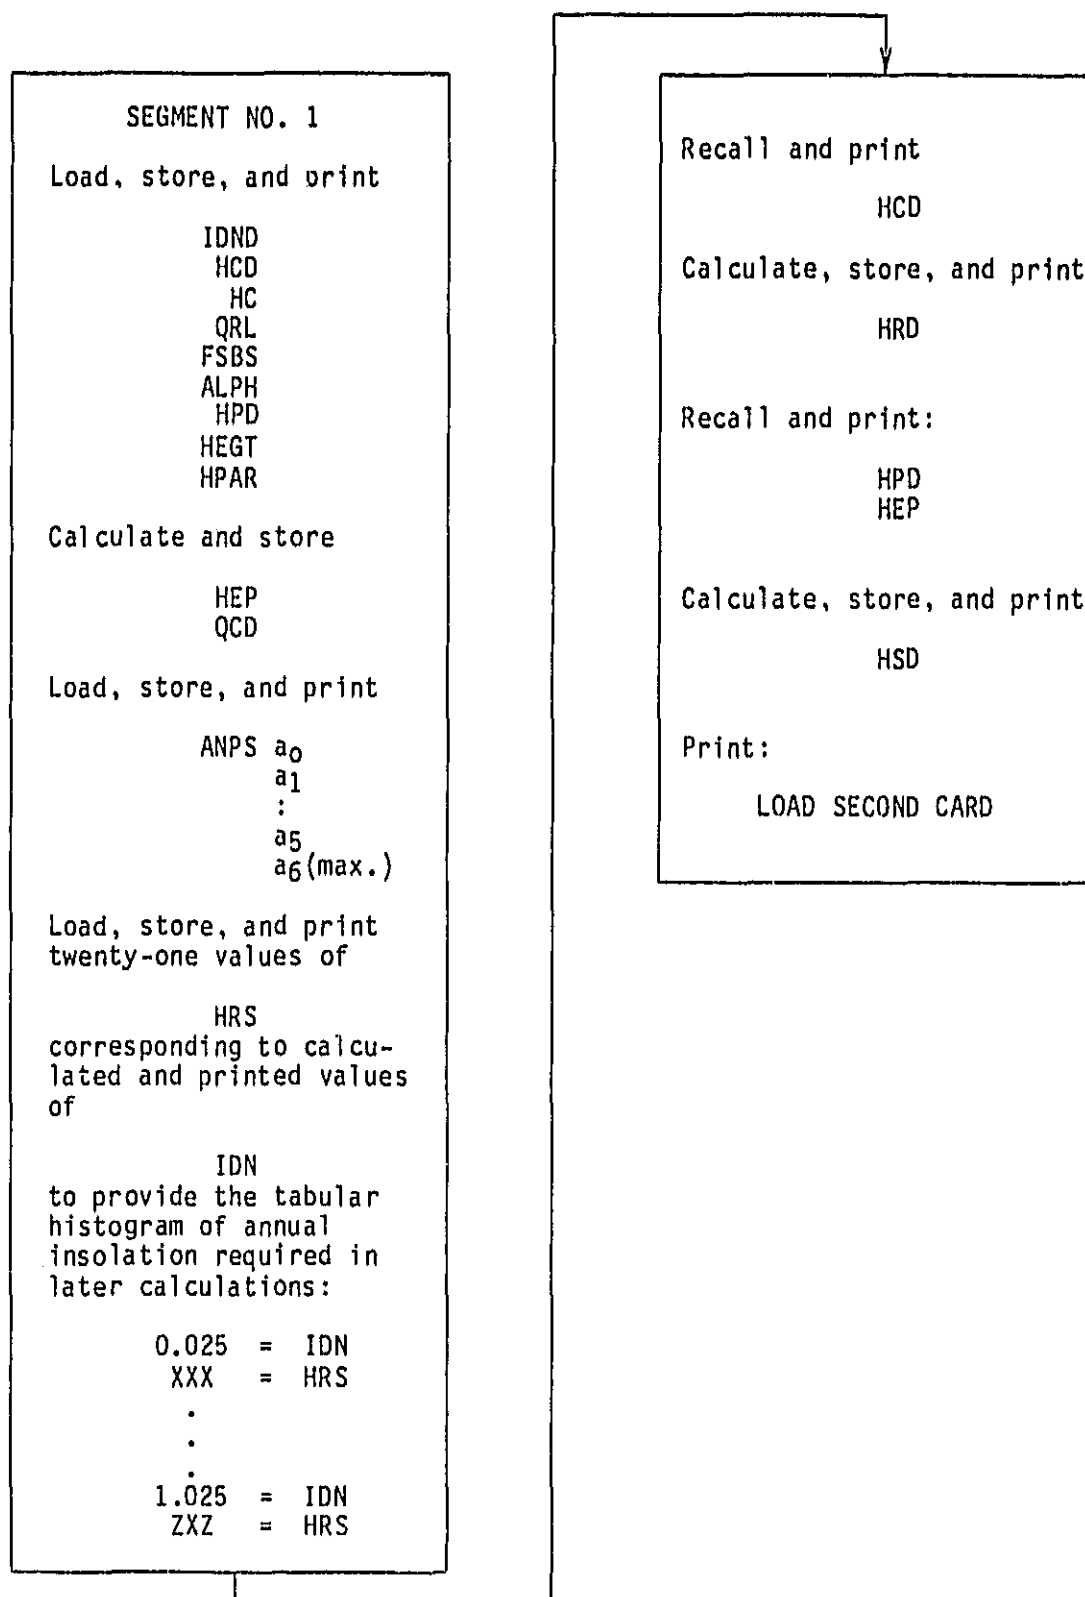 SEGMENT NO. 1
Load, store, and print
IDND
HCD
HC
QRL
FSBS
ALPH
HPD
HEGT
HPAR
Calculate and store
HEP
QCD
Load, store, and print
ANPS a0
a1
:
a5
a6(max.)
Load, store, and print
twenty-one values of
HRS
corresponding to calcu-
lated and printed values
of
IDN
to provide the tabular
histogram of annual
insolation required in
later calculations:
0.025 = IDN
XXX = HRS
.
.
.
1.025 = IDN
ZXZ = HRS
Recall and print
HCD
Calculate, store, and print
HRD
Recall and print:
HPD
HEP
Calculate, store, and print
HSD
Print:
LOAD SECOND CARD